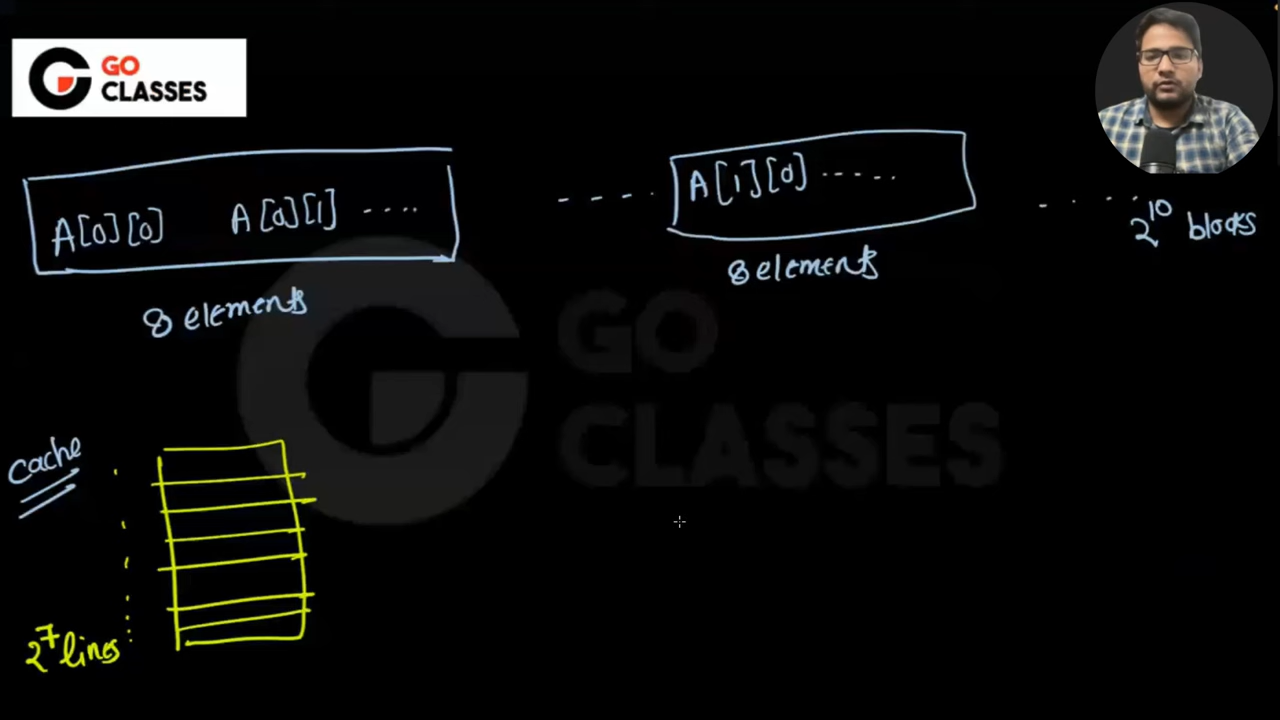 GO
CLASSES
A[0][0] A[0][1] ....
---- A[1][0] ......
8 elements
8 elements
.... 2^10 blocks
GO
CLASSES
cache
2^7 lines